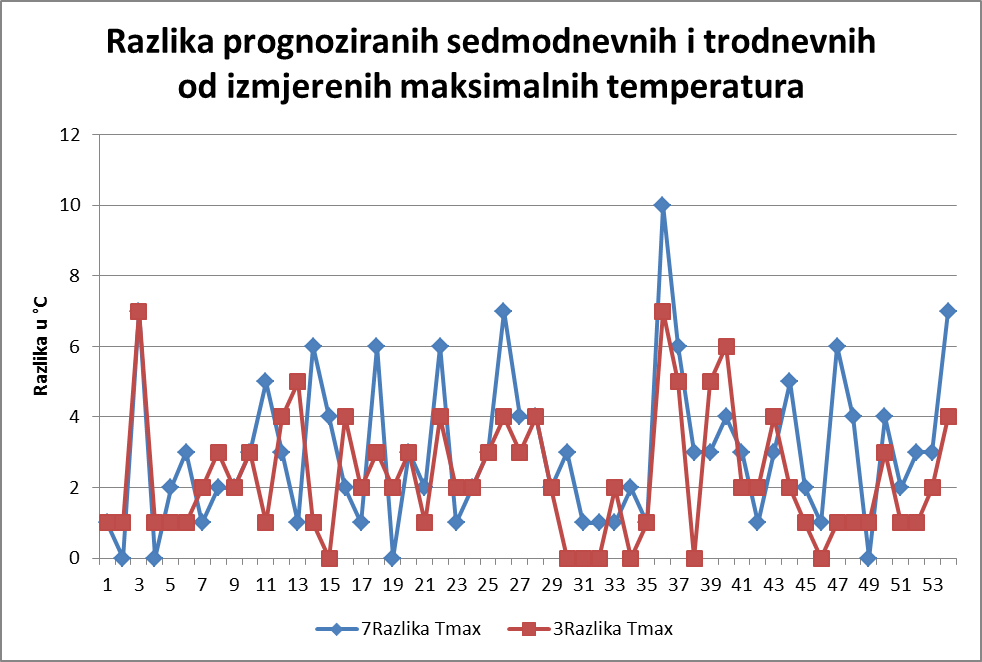 Razlika prognoziranih sedmodnevnih i trodnevnih
od izmjerenih maksimalnih temperatura
Razlika u °C
12
10
8
6
4
2
0
1 3 5 7 9 11 13 15 17 19 21 23 25 27 29 31 33 35 37 39 41 43 45 47 49 51 53
7Razlika Tmax 3Razlika Tmax